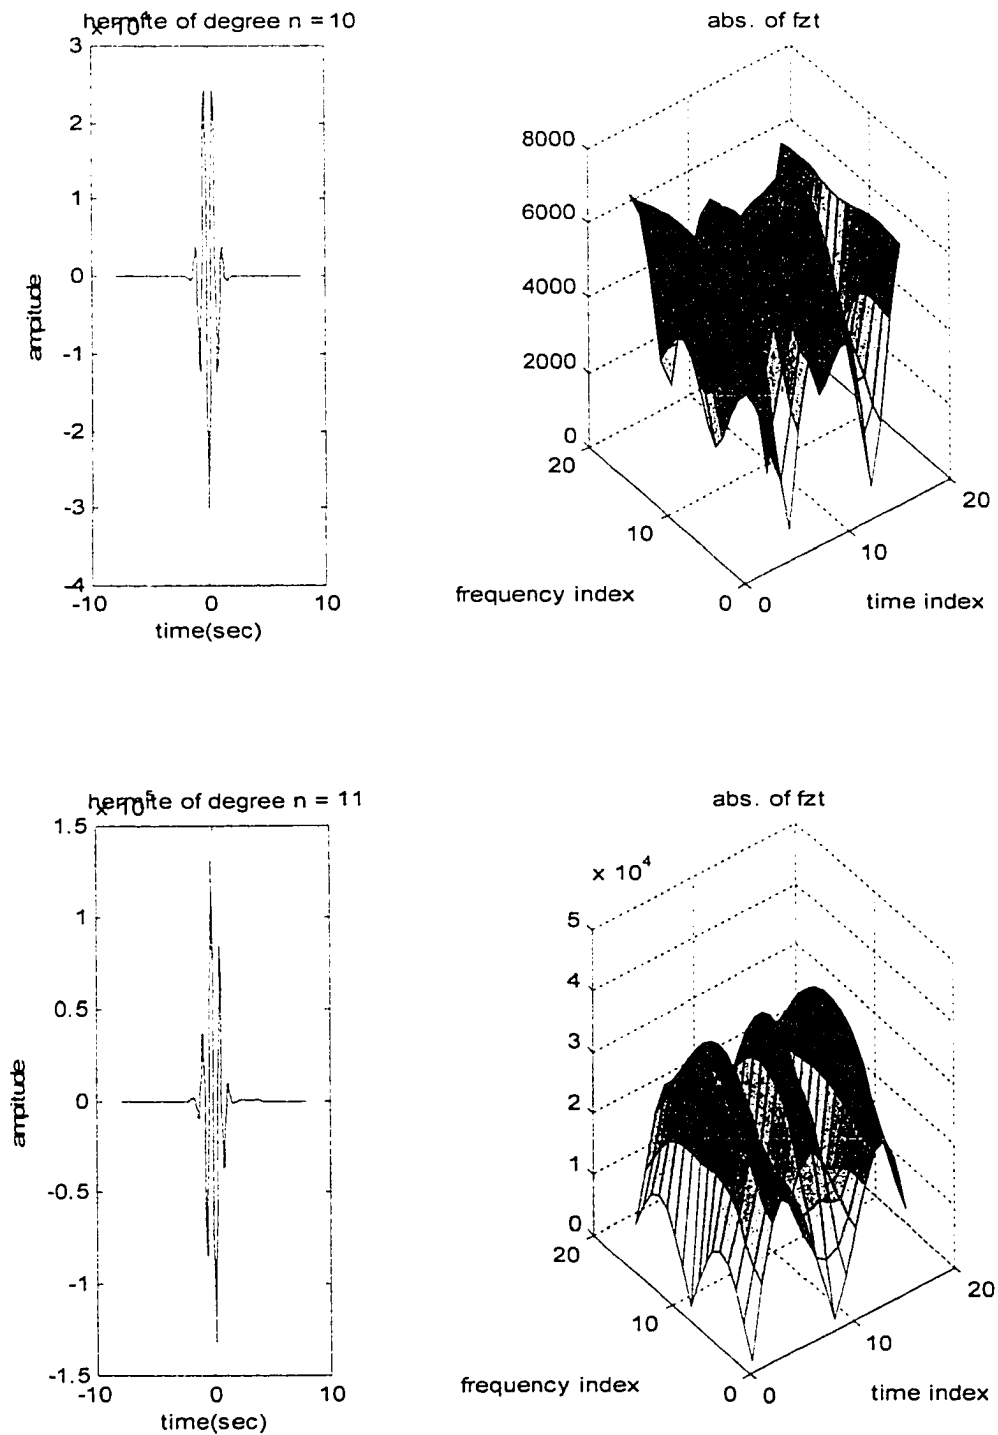 hermite of degree n = 10
x 10^4
3
2
1
0
-1
-2
-3
-4
-10
0
10
ampitude
time(sec)
abs. of fzt
8000
6000
4000
2000
0
20
10
0
0
10
20
frequency index
time index
hermite of degree n = 11
x 10^5
1.5
1
0.5
0
-0.5
-1
-1.5
-10
0
10
ampitude
time(sec)
abs. of fzt
x 10^4
5
4
3
2
1
0
20
10
0
0
10
20
frequency index
time index